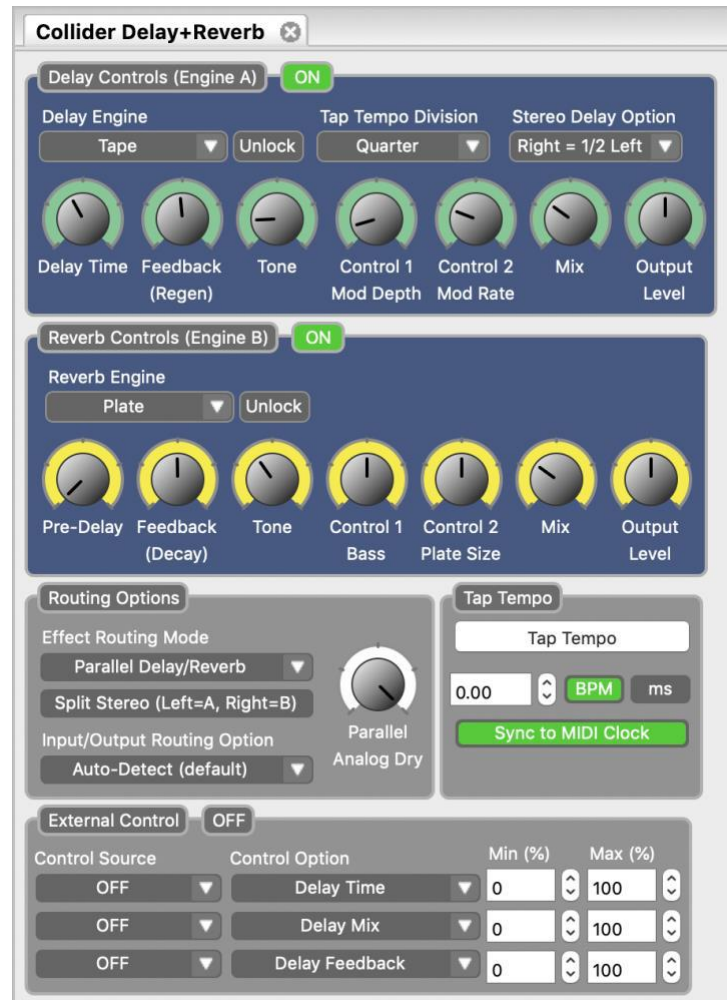 Collider Delay+Reverb
Delay Controls (Engine A) ON
Delay Engine Tap Tempo Division Stereo Delay Option
Tape Unlock Quarter Right = 1/2 Left
Delay Time Feedback Tone Control 1 Control 2 Mix Output
(Regen) Mod Depth Mod Rate Level
Reverb Controls (Engine B) ON
Reverb Engine
Plate Unlock
Pre-Delay Feedback Tone Control 1 Control 2 Mix Output
(Decay) Bass Plate Size Level
Routing Options
Effect Routing Mode
Parallel Delay/Reverb
Split Stereo (Left=A, Right=B)
Input/Output Routing Option
Auto-Detect (default)
Parallel
Analog Dry
Tap Tempo
Tap Tempo
0.00 BPM ms
Sync to MIDI Clock
External Control OFF
Control Source Control Option Min (%) Max (%)
OFF Delay Time 0 100
OFF Delay Mix 0 100
OFF Delay Feedback 0 100